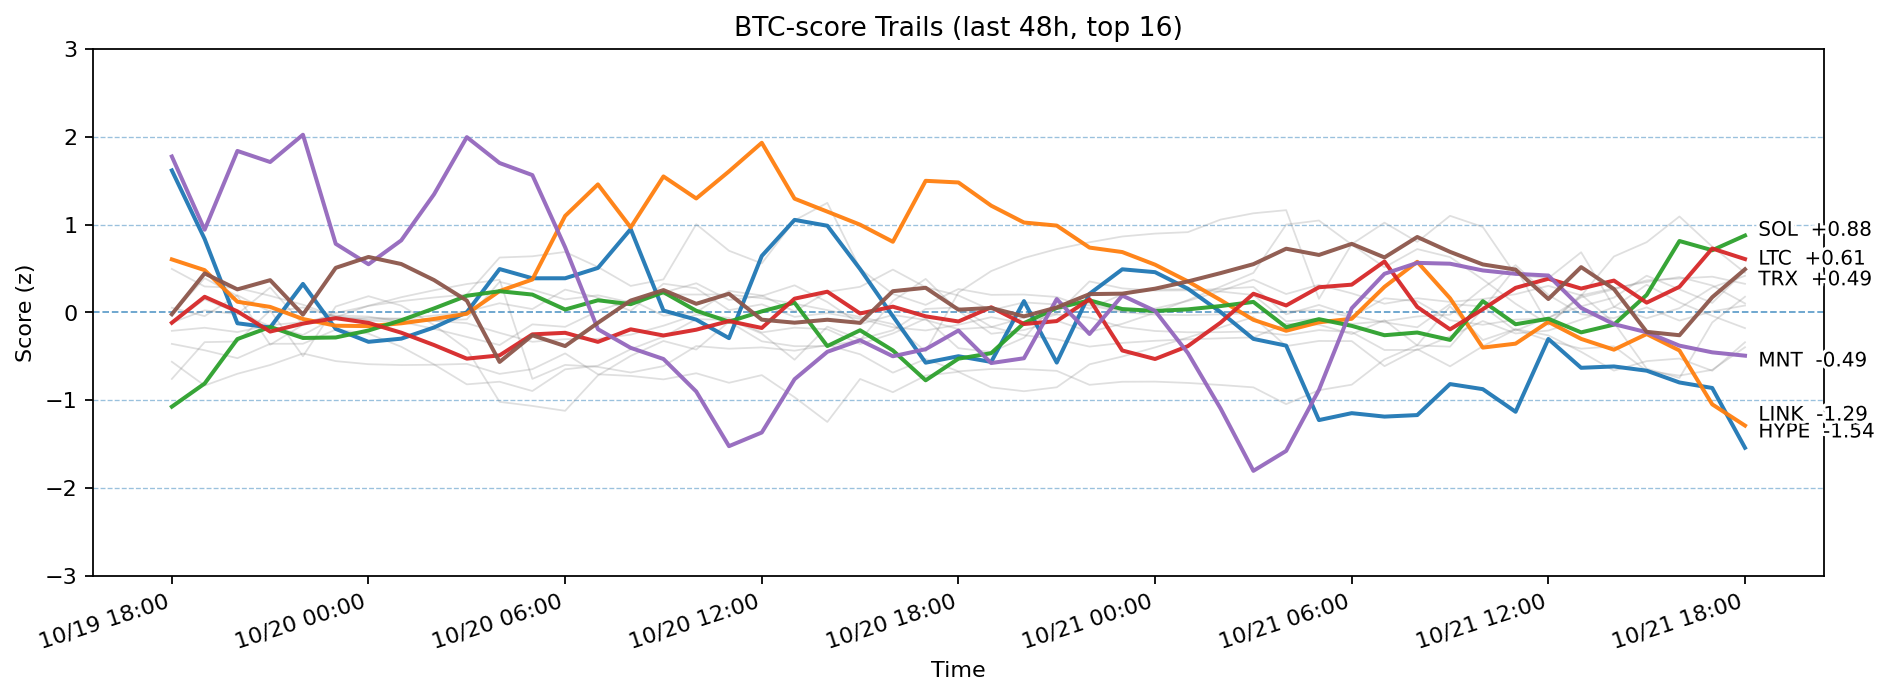 BTC-score Trails (last 48h, top 16)
Score (z)
3
2
1
0
−1
−2
−3
SOL +0.88
LTC +0.61
TRX +0.49
MNT -0.49
LINK -1.29
HYPE -1.54
10/19 18:00
10/20 00:00
10/20 06:00
10/20 12:00
10/20 18:00
10/21 00:00
10/21 06:00
10/21 12:00
10/21 18:00
Time